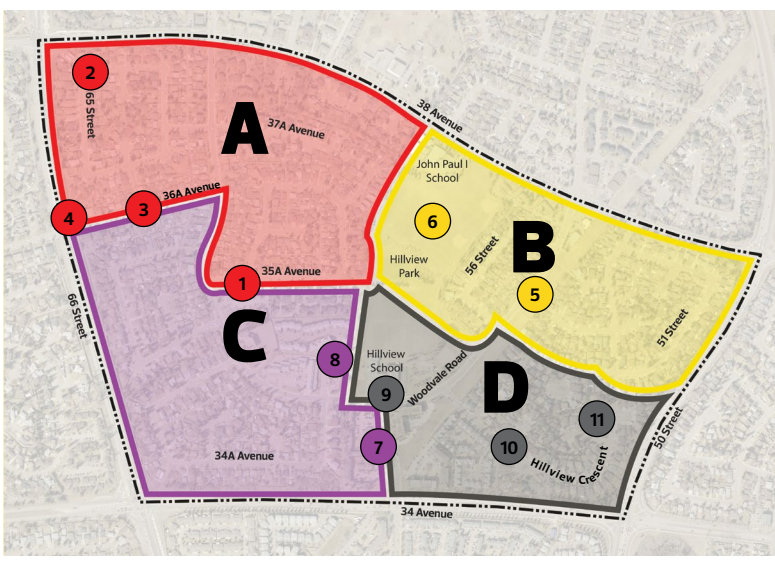 2
65 Street
A
37A Avenue
38 Avenue
John Paul I
School
36A Avenue
3
4
6
B
56 Street
Hillview
Park
35A Avenue
1
5
66 Street
C
51 Street
8
Hillview
School
Woodvale Road
D
9
11
50 Street
7
10
34A Avenue
Hillview Crescent
34 Avenue